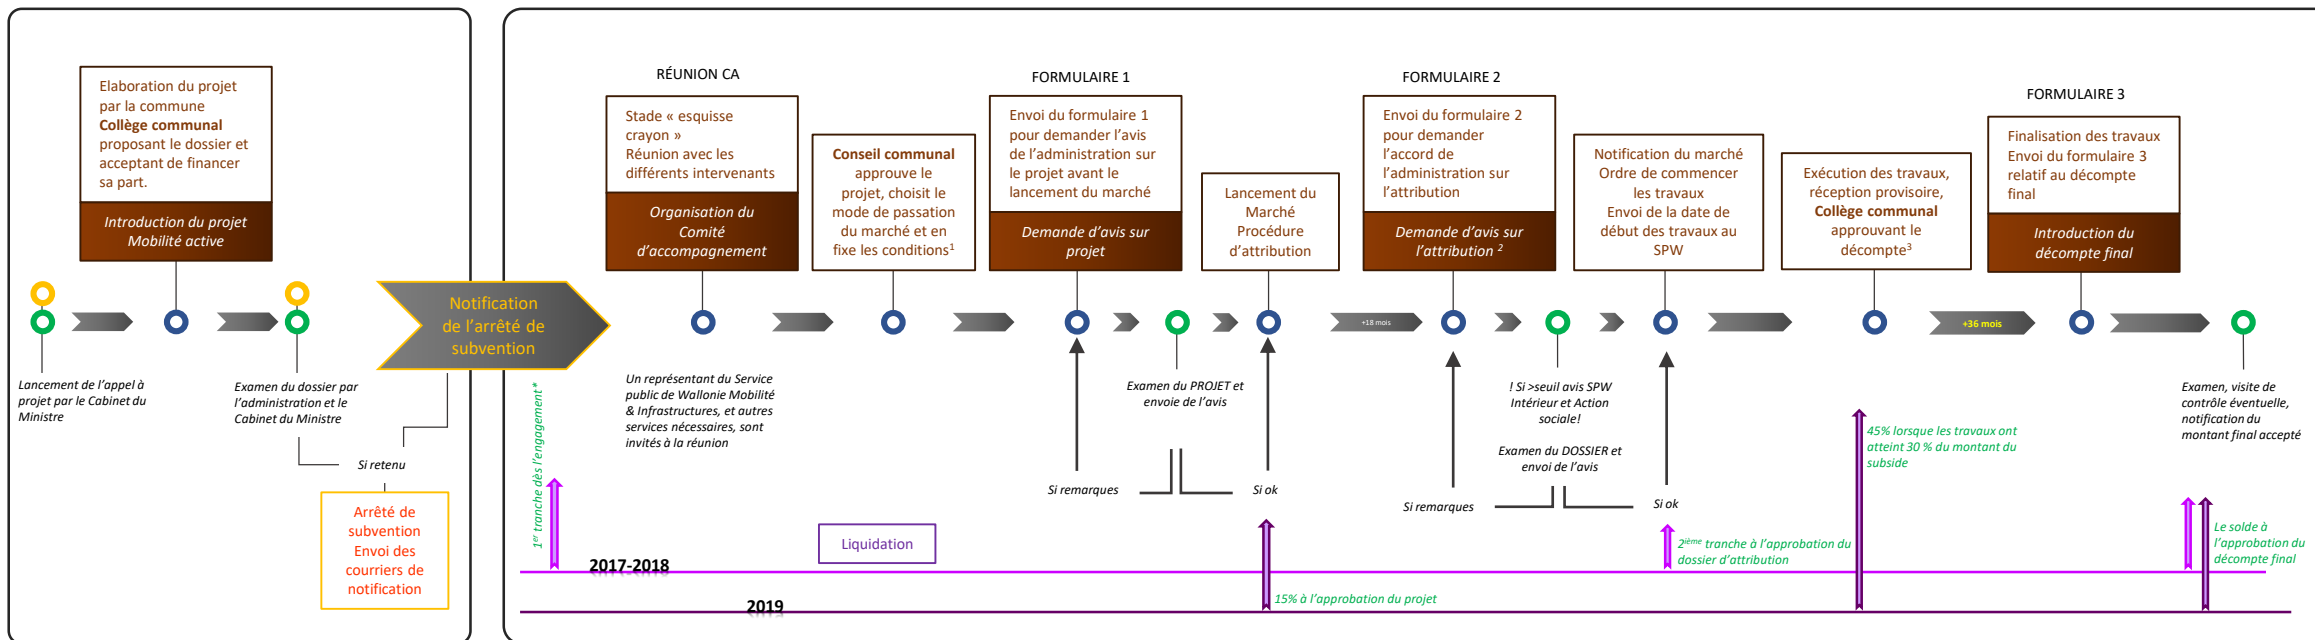 Elaboration du projet
par la commune
Collège communal
proposant le dossier et
acceptant de financer
sa part.
Introduction du projet
Mobilité active
Lancement de l'appel à
projet par le Cabinet du
Ministre
Examen du dossier par
l'administration et le
Cabinet du Ministre
Si retenu
Arrêté de
subvention
Envoi des
courriers de
notification
Notification
de l'arrêté de
subvention
RÉUNION CA
Stade « esquisse
crayon »
Réunion avec les
différents intervenants
Organisation du
Comité
d'accompagnement
Un représentant du Service
public de Wallonie Mobilité
& Infrastructures, et autres
services nécessaires, sont
invités à la réunion
Conseil communal
approuve le
projet, choisit le
mode de passation
du marché et en
fixe les conditions¹
FORMULAIRE 1
Envoi du formulaire 1
pour demander l'avis
de l'administration sur
le projet avant le
lancement du marché
Demande d'avis sur
projet
Examen du PROJET et
envoie de l'avis
Si remarques
Si ok
Lancement du
Marché
Procédure
d'attribution
+18 mois
FORMULAIRE 2
Envoi du formulaire 2
pour demander
l'accord de
l'administration sur
l'attribution
Demande d'avis sur
l'attribution ²
! Si >seuil avis SPW
Intérieur et Action
sociale!
Examen du DOSSIER et
envoi de l'avis
Si remarques
Si ok
Notification du marché
Ordre de commencer
les travaux
Envoi de la date de
début des travaux au
SPW
Exécution des travaux,
réception provisoire,
Collège communal
approuvant le
décompte³
+36 mois
FORMULAIRE 3
Finalisation des travaux
Envoi du formulaire 3
relatif au décompte
final
Introduction du
décompte final
Examen, visite de
contrôle éventuelle,
notification du
montant final accepté
1er tranche dès l'engagement*
Liquidation
2017-2018
2ième tranche à l'approbation du
dossier d'attribution
45% lorsque les travaux ont
atteint 30 % du montant du
subside
Le solde à
l'approbation du
décompte final
2019
15% à l'approbation du projet